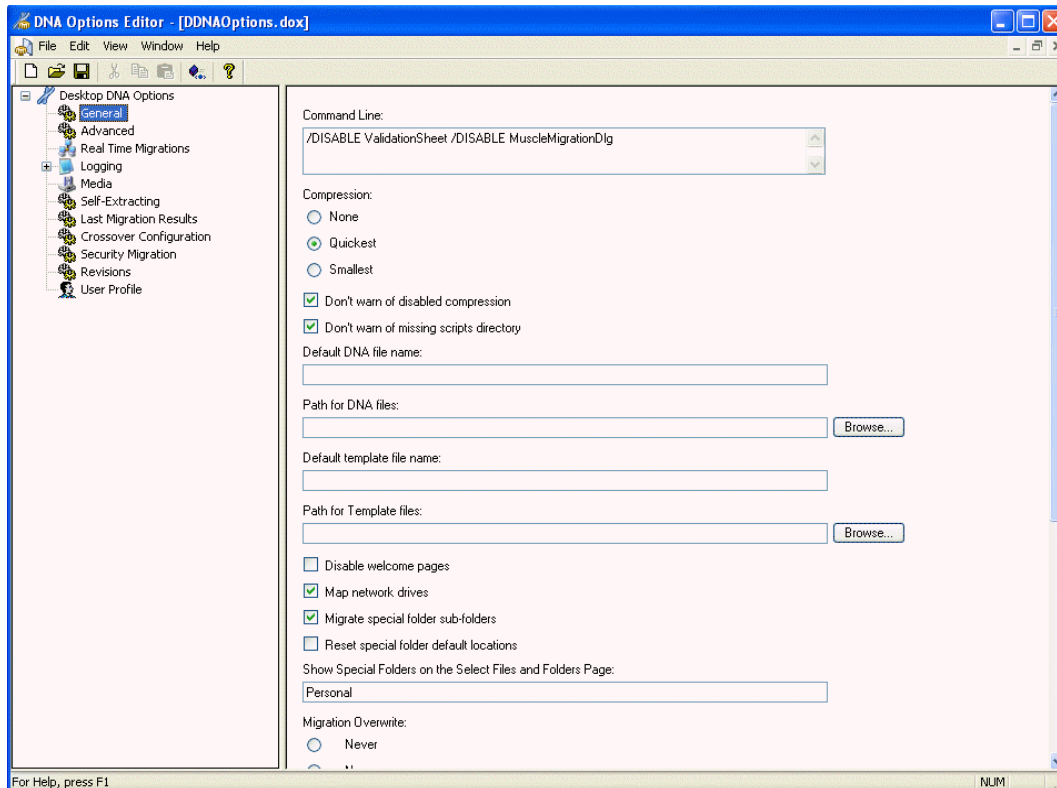 DNA Options Editor - [DDNAOptions.dox]
File Edit View Window Help
Desktop DNA Options
General
Advanced
Real Time Migrations
Logging
Media
Self-Extracting
Last Migration Results
Crossover Configuration
Security Migration
Revisions
User Profile
Command Line:
/DISABLE ValidationSheet /DISABLE MuscleMigrationDlg
Compression:
None
Quickest
Smallest
Don't warn of disabled compression
Don't warn of missing scripts directory
Default DNA file name:
Path for DNA files:
Browse...
Default template file name:
Path for Template files:
Browse...
Disable welcome pages
Map network drives
Migrate special folder sub-folders
Reset special folder default locations
Show Special Folders on the Select Files and Folders Page:
Personal
Migration Overwrite:
Never
For Help, press F1
NUM